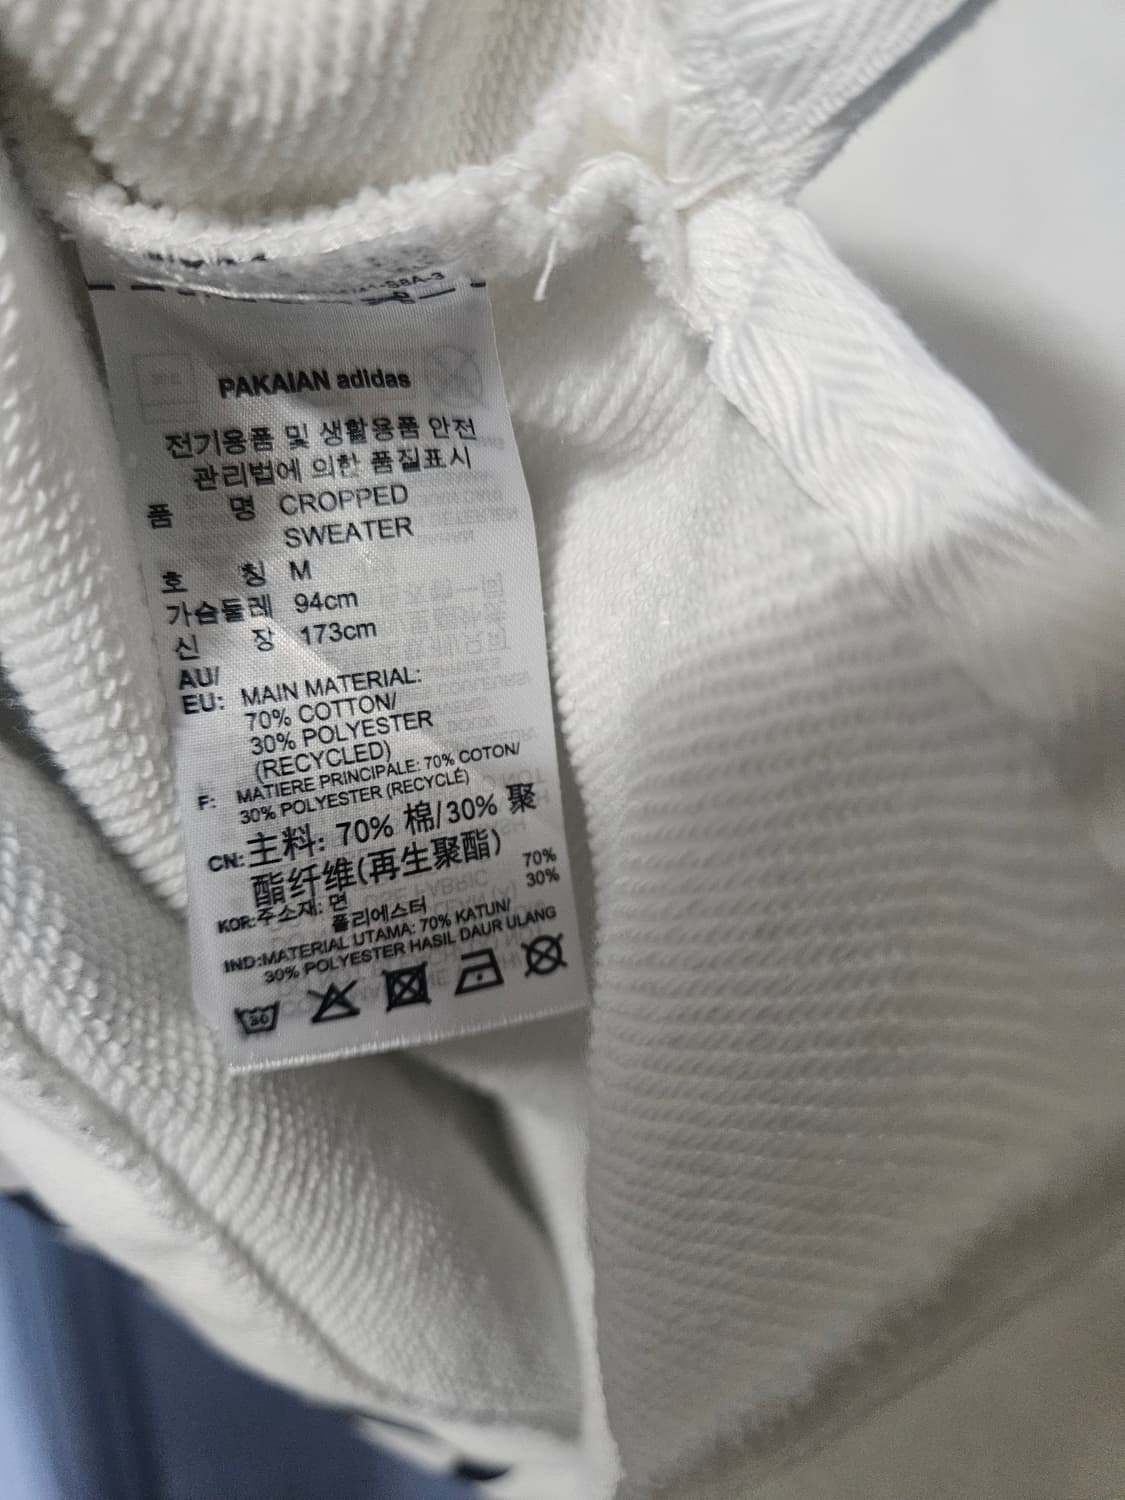 PAKAIAN adidas
전기용품 및 생활용품 안전
관리법에 의한 품질표시
품 명 CROPPED
SWEATER
호 칭 M
가슴둘레 94cm
신 장 173cm
AU/
EU: MAIN MATERIAL:
70% COTTON/
30% POLYESTER
(RECYCLED)
F: MATIERE PRINCIPALE: 70% COTON/
30% POLYESTER (RECYCLÉ)
CN: 主料: 70% 棉/30% 聚
酯纤维(再生聚酯)
KOR: 주소재: 면 70%
폴리에스터 30%
IND: MATERIAL UTAMA: 70% KATUN/
30% POLYESTER HASIL DAUR ULANG
30